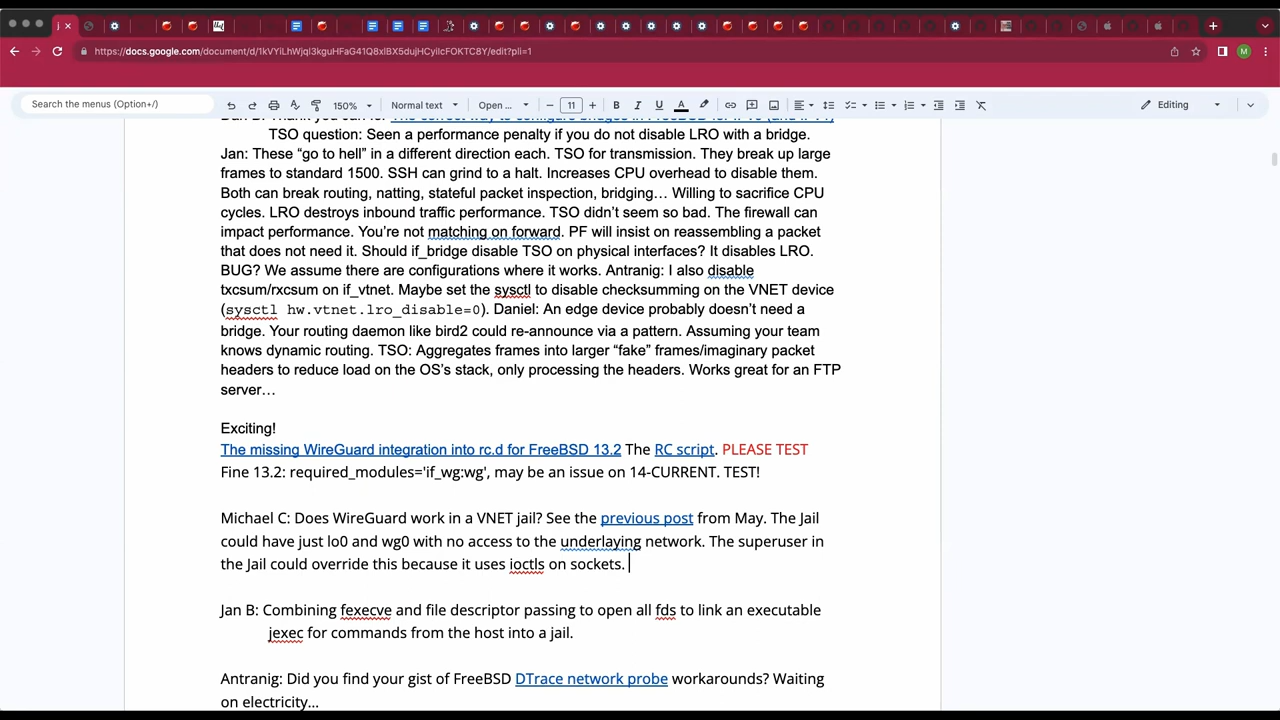 https://docs.google.com/document/d/1kVYiLhWjql3kguHFaG41Q8xlBX5dujHCyilcFOKTC8Y/edit?pli=1
M
Search the menus (Option+/)
150%
Normal text
Open ...
11
B I U A
Editing
TSO question: Seen a performance penalty if you do not disable LRO with a bridge.
Jan: These “go to hell” in a different direction each. TSO for transmission. They break up large
frames to standard 1500. SSH can grind to a halt. Increases CPU overhead to disable them.
Both can break routing, natting, stateful packet inspection, bridging… Willing to sacrifice CPU
cycles. LRO destroys inbound traffic performance. TSO didn’t seem so bad. The firewall can
impact performance. You’re not matching on forward. PF will insist on reassembling a packet
that does not need it. Should if_bridge disable TSO on physical interfaces? It disables LRO.
BUG? We assume there are configurations where it works. Antranig: I also disable
txcsum/rxcsum on if_vtnet. Maybe set the sysctl to disable checksumming on the VNET device
(sysctl hw.vtnet.lro_disable=0). Daniel: An edge device probably doesn’t need a
bridge. Your routing daemon like bird2 could re-announce via a pattern. Assuming your team
knows dynamic routing. TSO: Aggregates frames into larger “fake” frames/imaginary packet
headers to reduce load on the OS’s stack, only processing the headers. Works great for an FTP
server…
Exciting!
The missing WireGuard integration into rc.d for FreeBSD 13.2 The RC script. PLEASE TEST
Fine 13.2: required_modules='if_wg:wg', may be an issue on 14-CURRENT. TEST!
Michael C: Does WireGuard work in a VNET jail? See the previous post from May. The Jail
could have just lo0 and wg0 with no access to the underlaying network. The superuser in
the Jail could override this because it uses ioctls on sockets.
Jan B: Combining fexecve and file descriptor passing to open all fds to link an executable
jexec for commands from the host into a jail.
Antranig: Did you find your gist of FreeBSD DTrace network probe workarounds? Waiting
on electricity…